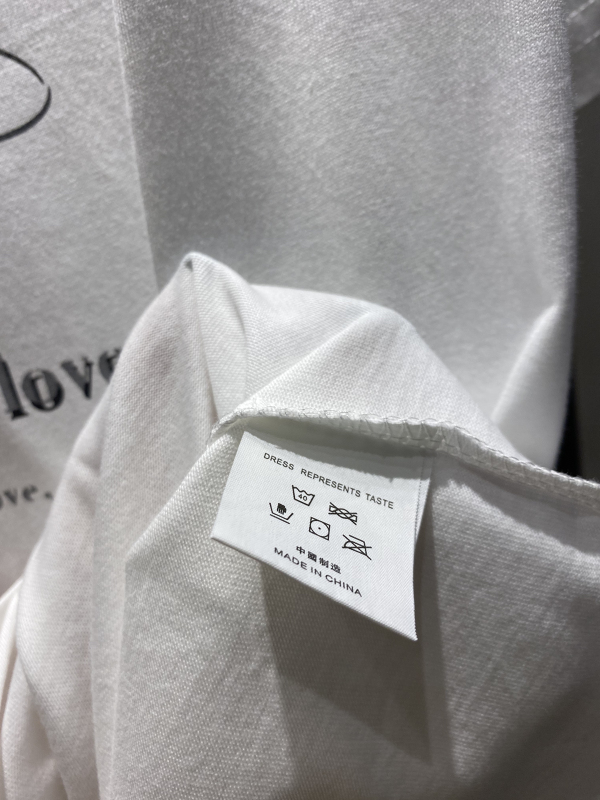 love
ove.
DRESS REPRESENTS TASTE
40
中國制造
MADE IN CHINA